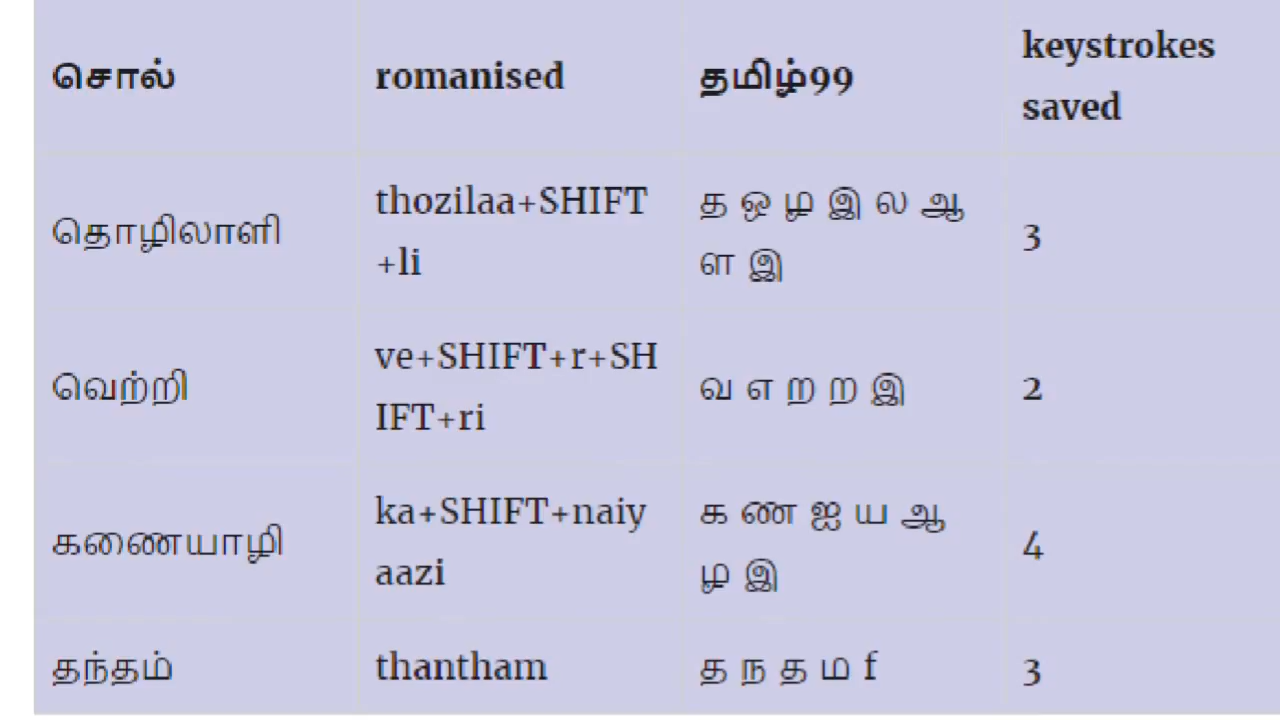 சொல் romanised தமிழ்99 keystrokes
saved
தொழிலாளி thozilaa+SHIFT த ஒ ழ இ ல ஆ 3
+li ள இ
வெற்றி ve+SHIFT+r+SH வ எ ற ற இ 2
IFT+ri
கணையாழி ka+SHIFT+naiy க ண ஐ ய ஆ 4
aazi ழ இ
தந்தம் thantham த ந த ம f 3